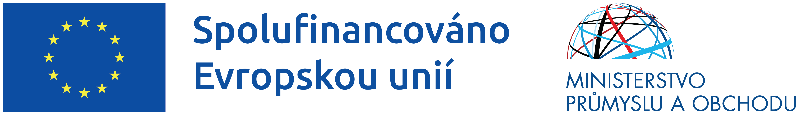 Spolufinancováno
Evropskou unií
MINISTERSTVO
PRŮMYSLU A OBCHODU